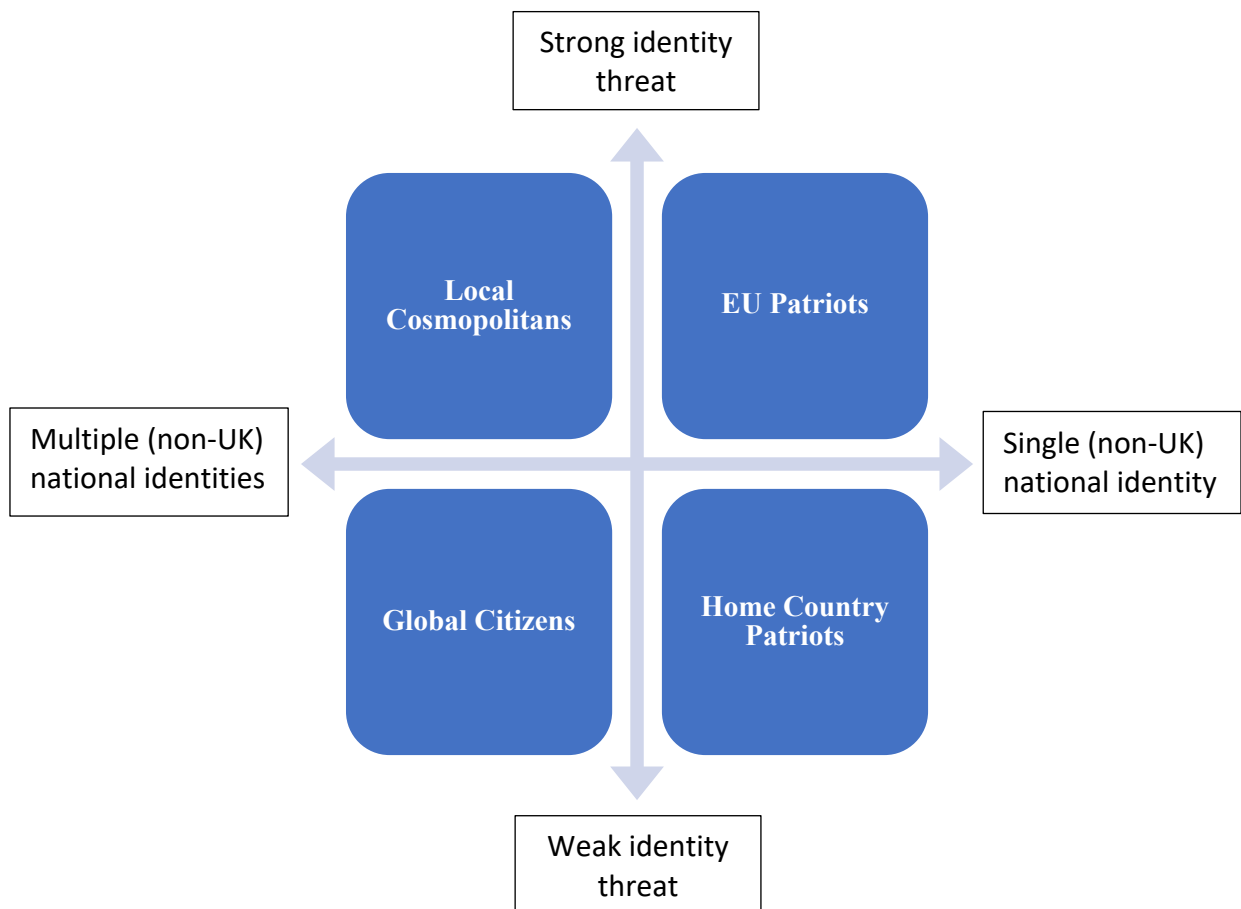 Strong identity
threat
Local
Cosmopolitans
EU Patriots
Multiple (non-UK)
national identities
Single (non-UK)
national identity
Global Citizens
Home Country
Patriots
Weak identity
threat